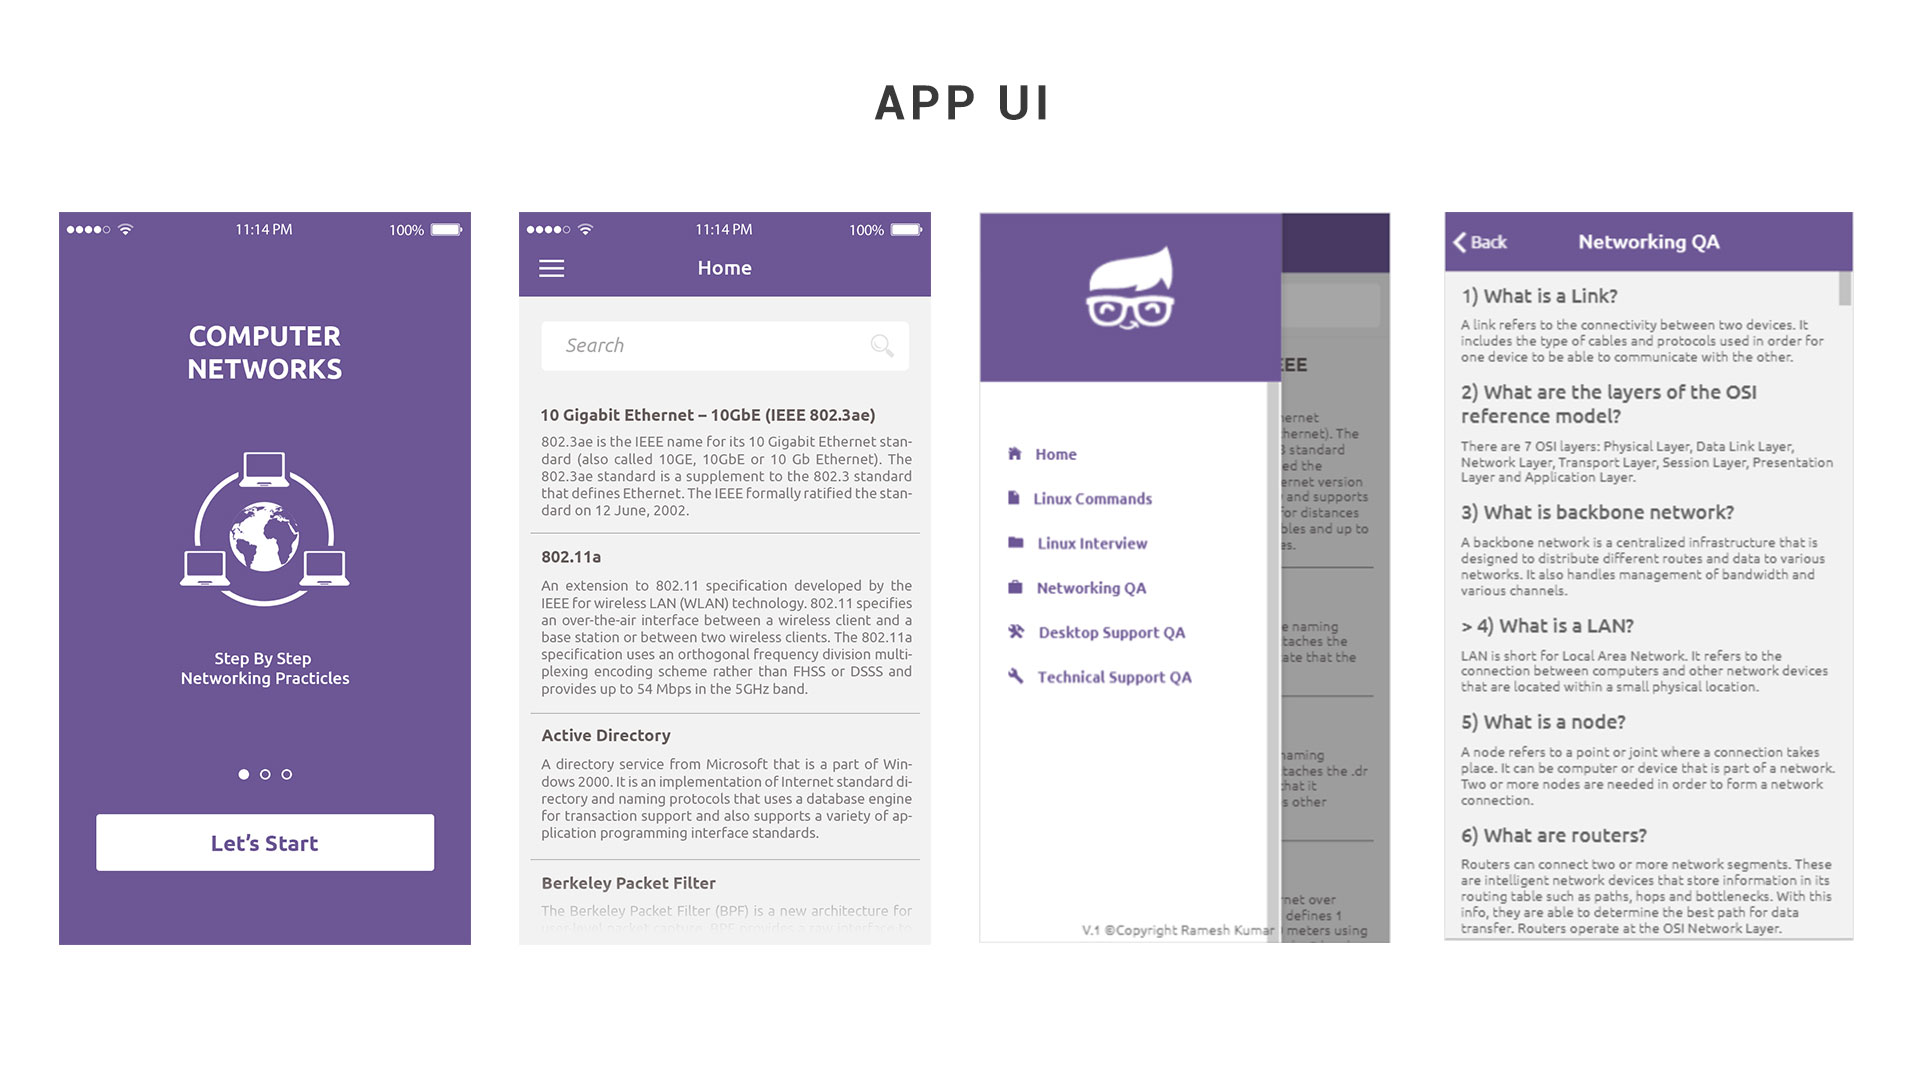 APP UI
11:14 PM
100%
COMPUTER
NETWORKS
Step By Step
Networking Practicles
Let's Start
11:14 PM
100%
Home
Search
10 Gigabit Ethernet – 10GbE (IEEE 802.3ae)
802.3ae is the IEEE name for its 10 Gigabit Ethernet stan-
dard (also called 10GE, 10GbE or 10 Gb Ethernet). The
802.3ae standard is a supplement to the 802.3 standard
that defines Ethernet. The IEEE formally ratified the stan-
dard on 12 June, 2002.
802.11a
An extension to 802.11 specification developed by the
IEEE for wireless LAN (WLAN) technology. 802.11 specifies
an over-the-air interface between a wireless client and a
base station or between two wireless clients. The 802.11a
specification uses an orthogonal frequency division multi-
plexing encoding scheme rather than FHSS or DSSS and
provides up to 54 Mbps in the 5GHz band.
Active Directory
A directory service from Microsoft that is a part of Win-
dows 2000. It is an implementation of Internet standard di-
rectory and naming protocols that uses a database engine
for transaction support and also supports a variety of ap-
plication programming interface standards.
Berkeley Packet Filter
The Berkeley Packet Filter (BPF) is a new architecture for
user-level packet capture. BPF provides a raw interface to
Home
Linux Commands
Linux Interview
Networking QA
Desktop Support QA
Technical Support QA
V.1 ©Copyright Ramesh Kumar
EEE
ernet
hernet). The
standard
ed the
ernet version
and supports
for distances
bles and up to
es.
e naming
taches the
ate that the
naming
taches the .dr
that it
s other
net over
defines 1
meters using
Back
Networking QA
1) What is a Link?
A link refers to the connectivity between two devices. It
includes the type of cables and protocols used in order for
one device to be able to communicate with the other.
2) What are the layers of the OSI
reference model?
There are 7 OSI layers: Physical Layer, Data Link Layer,
Network Layer, Transport Layer, Session Layer, Presentation
Layer and Application Layer.
3) What is backbone network?
A backbone network is a centralized infrastructure that is
designed to distribute different routes and data to various
networks. It also handles management of bandwidth and
various channels.
> 4) What is a LAN?
LAN is short for Local Area Network. It refers to the
connection between computers and other network devices
that are located within a small physical location.
5) What is a node?
A node refers to a point or joint where a connection takes
place. It can be computer or device that is part of a network.
Two or more nodes are needed in order to form a network
connection.
6) What are routers?
Routers can connect two or more network segments. These
are intelligent network devices that store information in its
routing table such as paths, hops and bottlenecks. With this
info, they are able to determine the best path for data
transfer. Routers operate at the OSI Network Layer.